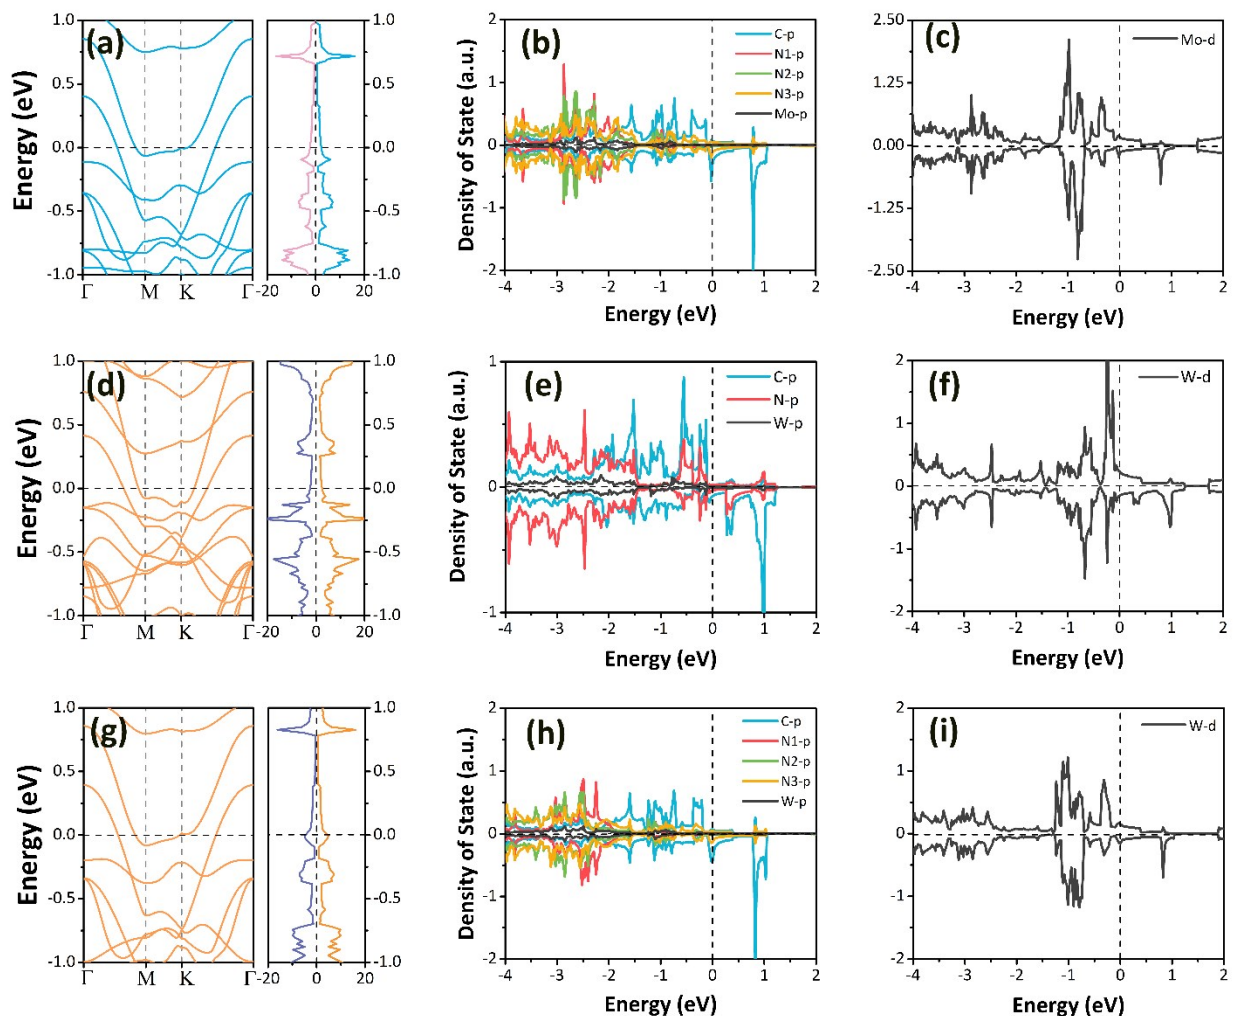 (a)
Energy (eV)
1.0
0.5
0.0
-0.5
-1.0
Γ M K Γ
1.0
0.5
0.0
-0.5
-1.0
-20 0 20
(b)
Density of State (a.u.)
2
1
0
-1
-2
C-p
N1-p
N2-p
N3-p
Mo-p
-4 -3 -2 -1 0 1 2
Energy (eV)
(c)
2.50
1.25
0.00
-1.25
-2.50
Mo-d
-4 -3 -2 -1 0 1 2
Energy (eV)
(d)
Energy (eV)
1.0
0.5
0.0
-0.5
-1.0
Γ M K Γ
1.0
0.5
0.0
-0.5
-1.0
-20 0 20
(e)
Density of State (a.u.)
1
0
-1
C-p
N-p
W-p
-4 -3 -2 -1 0 1 2
Energy (eV)
(f)
2
1
0
-1
-2
W-d
-4 -3 -2 -1 0 1 2
Energy (eV)
(g)
Energy (eV)
1.0
0.5
0.0
-0.5
-1.0
Γ M K Γ
1.0
0.5
0.0
-0.5
-1.0
-20 0 20
(h)
Density of State (a.u.)
2
1
0
-1
-2
C-p
N1-p
N2-p
N3-p
W-p
-4 -3 -2 -1 0 1 2
Energy (eV)
(i)
2
1
0
-1
-2
W-d
-4 -3 -2 -1 0 1 2
Energy (eV)